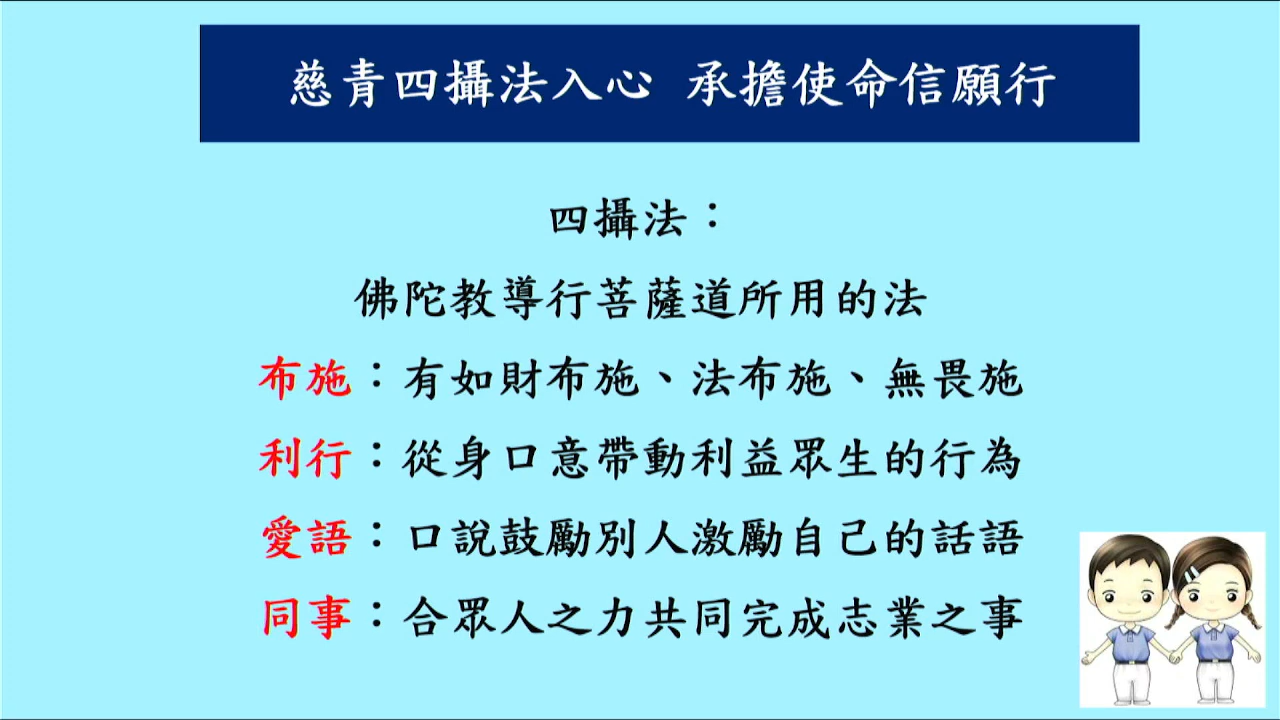 慈青四攝法入心 承擔使命信願行
四攝法：
佛陀教導行菩薩道所用的法
布施：有如財布施、法布施、無畏施
利行：從身口意帶動利益眾生的行為
愛語：口說鼓勵別人激勵自己的話語
同事：合眾人之力共同完成志業之事